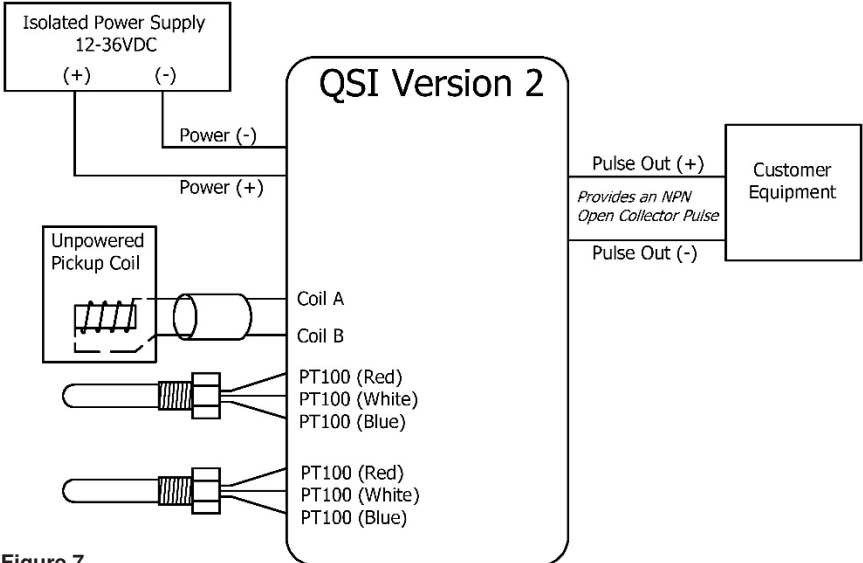 Isolated Power Supply
12-36VDC
(+) (-)
QSI Version 2
Power (-)
Power (+)
Pulse Out (+)
Provides an NPN
Open Collector Pulse
Pulse Out (-)
Customer
Equipment
Unpowered
Pickup Coil
Coil A
Coil B
PT100 (Red)
PT100 (White)
PT100 (Blue)
PT100 (Red)
PT100 (White)
PT100 (Blue)
Figure 7